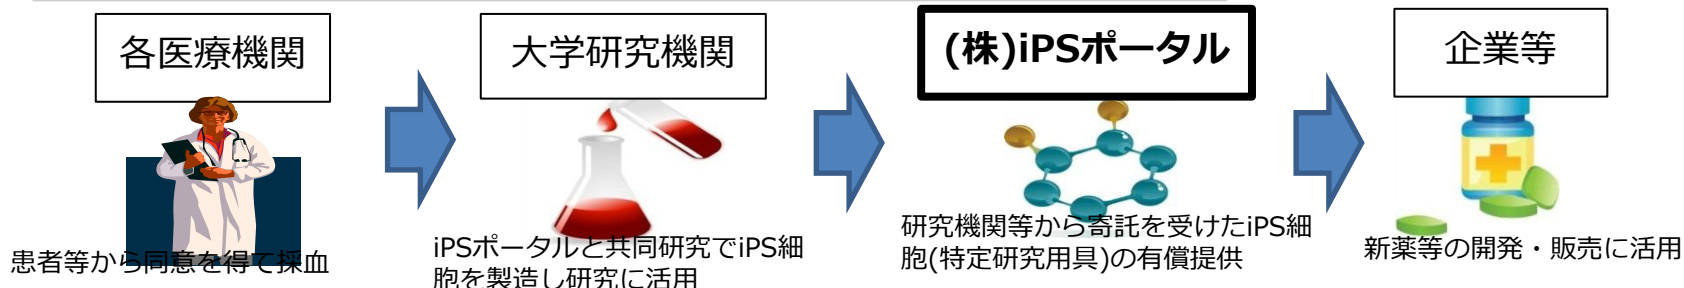 各医療機関
大学研究機関
(株)iPSポータル
企業等
患者等から同意を得て採血
iPSポータルと共同研究でiPS細
胞を製造し研究に活用
研究機関等から寄託を受けたiPS細
胞(特定研究用具)の有償提供
新薬等の開発・販売に活用